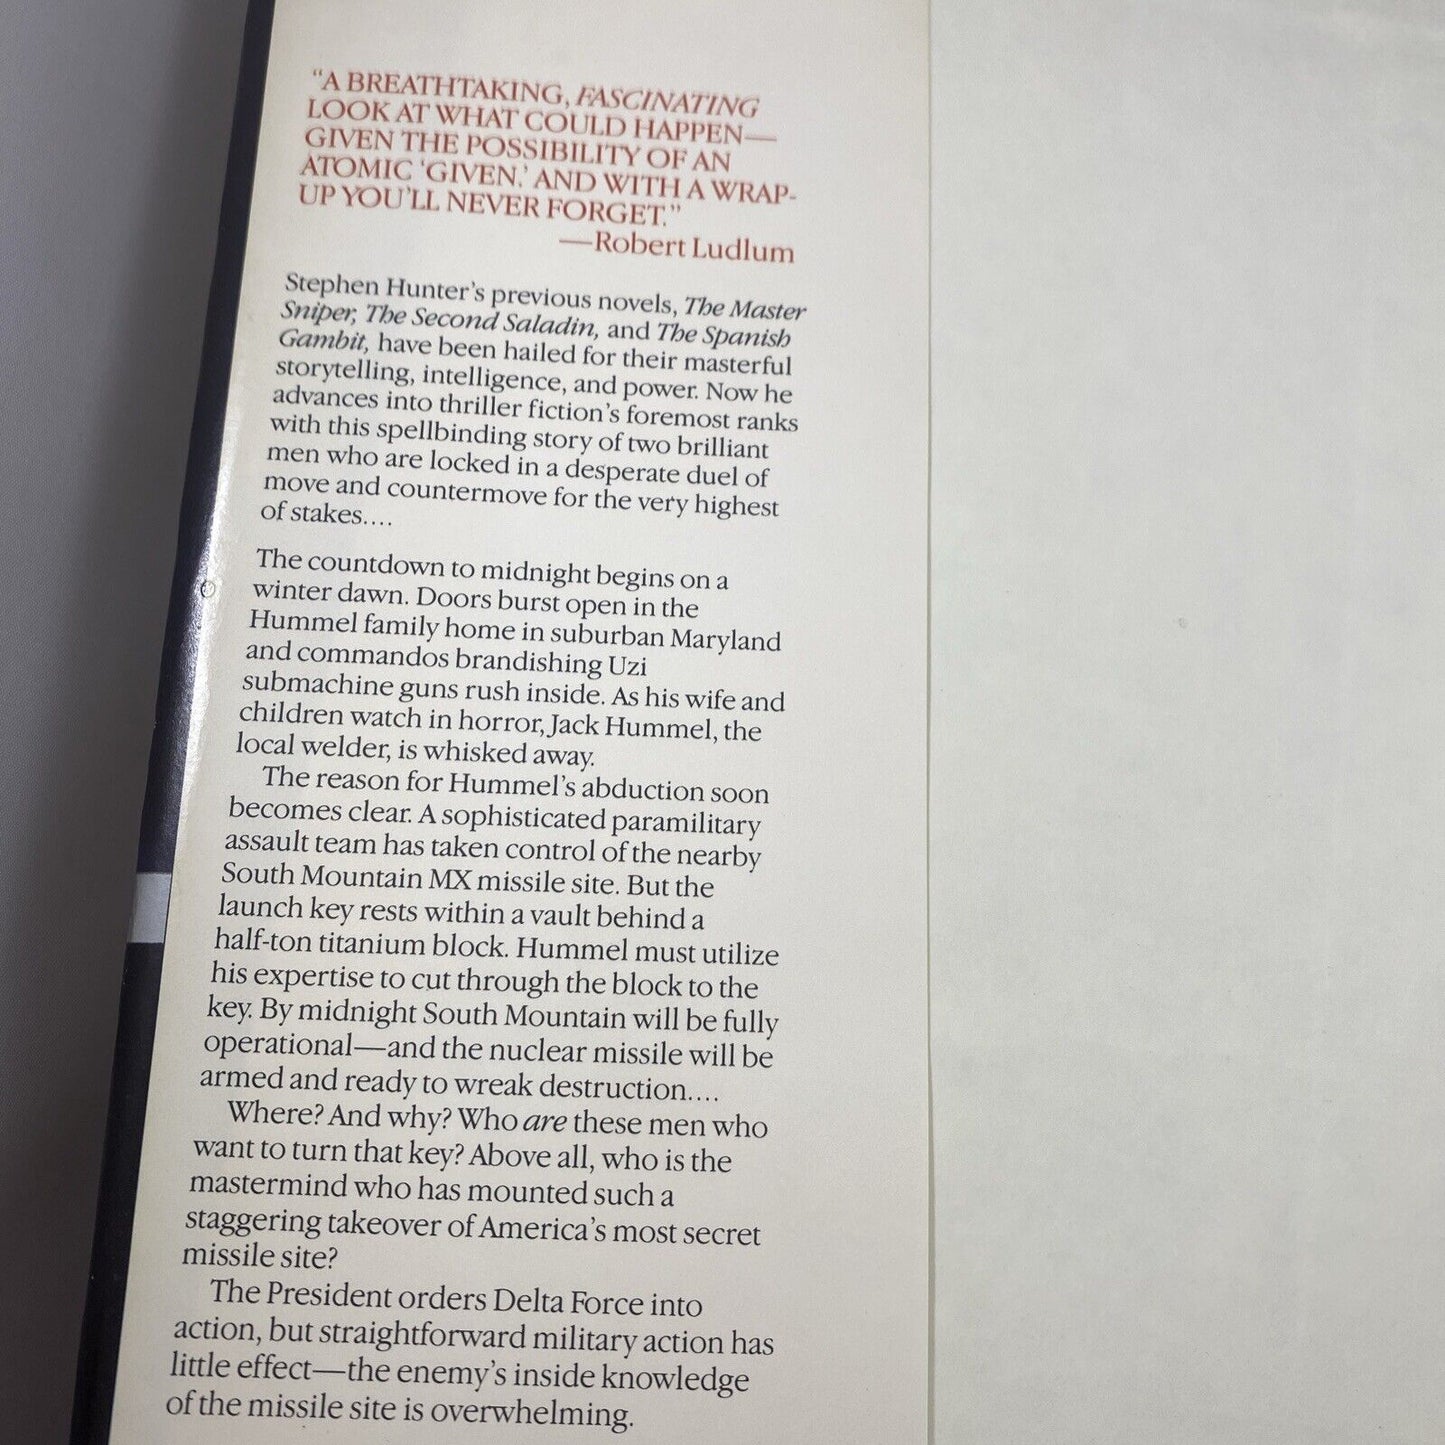 “A BREATHTAKING, FASCINATING
LOOK AT WHAT COULD HAPPEN—
GIVEN THE POSSIBILITY OF AN
ATOMIC ‘GIVEN.’ AND WITH A WRAP-
UP YOU’LL NEVER FORGET.”
—Robert Ludlum
Stephen Hunter’s previous novels, The Master
Sniper, The Second Saladin, and The Spanish
Gambit, have been hailed for their masterful
storytelling, intelligence, and power. Now he
advances into thriller fiction’s foremost ranks
with this spellbinding story of two brilliant
men who are locked in a desperate duel of
move and countermove for the very highest
of stakes....
The countdown to midnight begins on a
winter dawn. Doors burst open in the
Hummel family home in suburban Maryland
and commandos brandishing Uzi
submachine guns rush inside. As his wife and
children watch in horror, Jack Hummel, the
local welder, is whisked away.
The reason for Hummel’s abduction soon
becomes clear. A sophisticated paramilitary
assault team has taken control of the nearby
South Mountain MX missile site. But the
launch key rests within a vault behind a
half-ton titanium block. Hummel must utilize
his expertise to cut through the block to the
key. By midnight South Mountain will be fully
operational—and the nuclear missile will be
armed and ready to wreak destruction....
Where? And why? Who are these men who
want to turn that key? Above all, who is the
mastermind who has mounted such a
staggering takeover of America’s most secret
missile site?
The President orders Delta Force into
action, but straightforward military action has
little effect—the enemy’s inside knowledge
of the missile site is overwhelming.